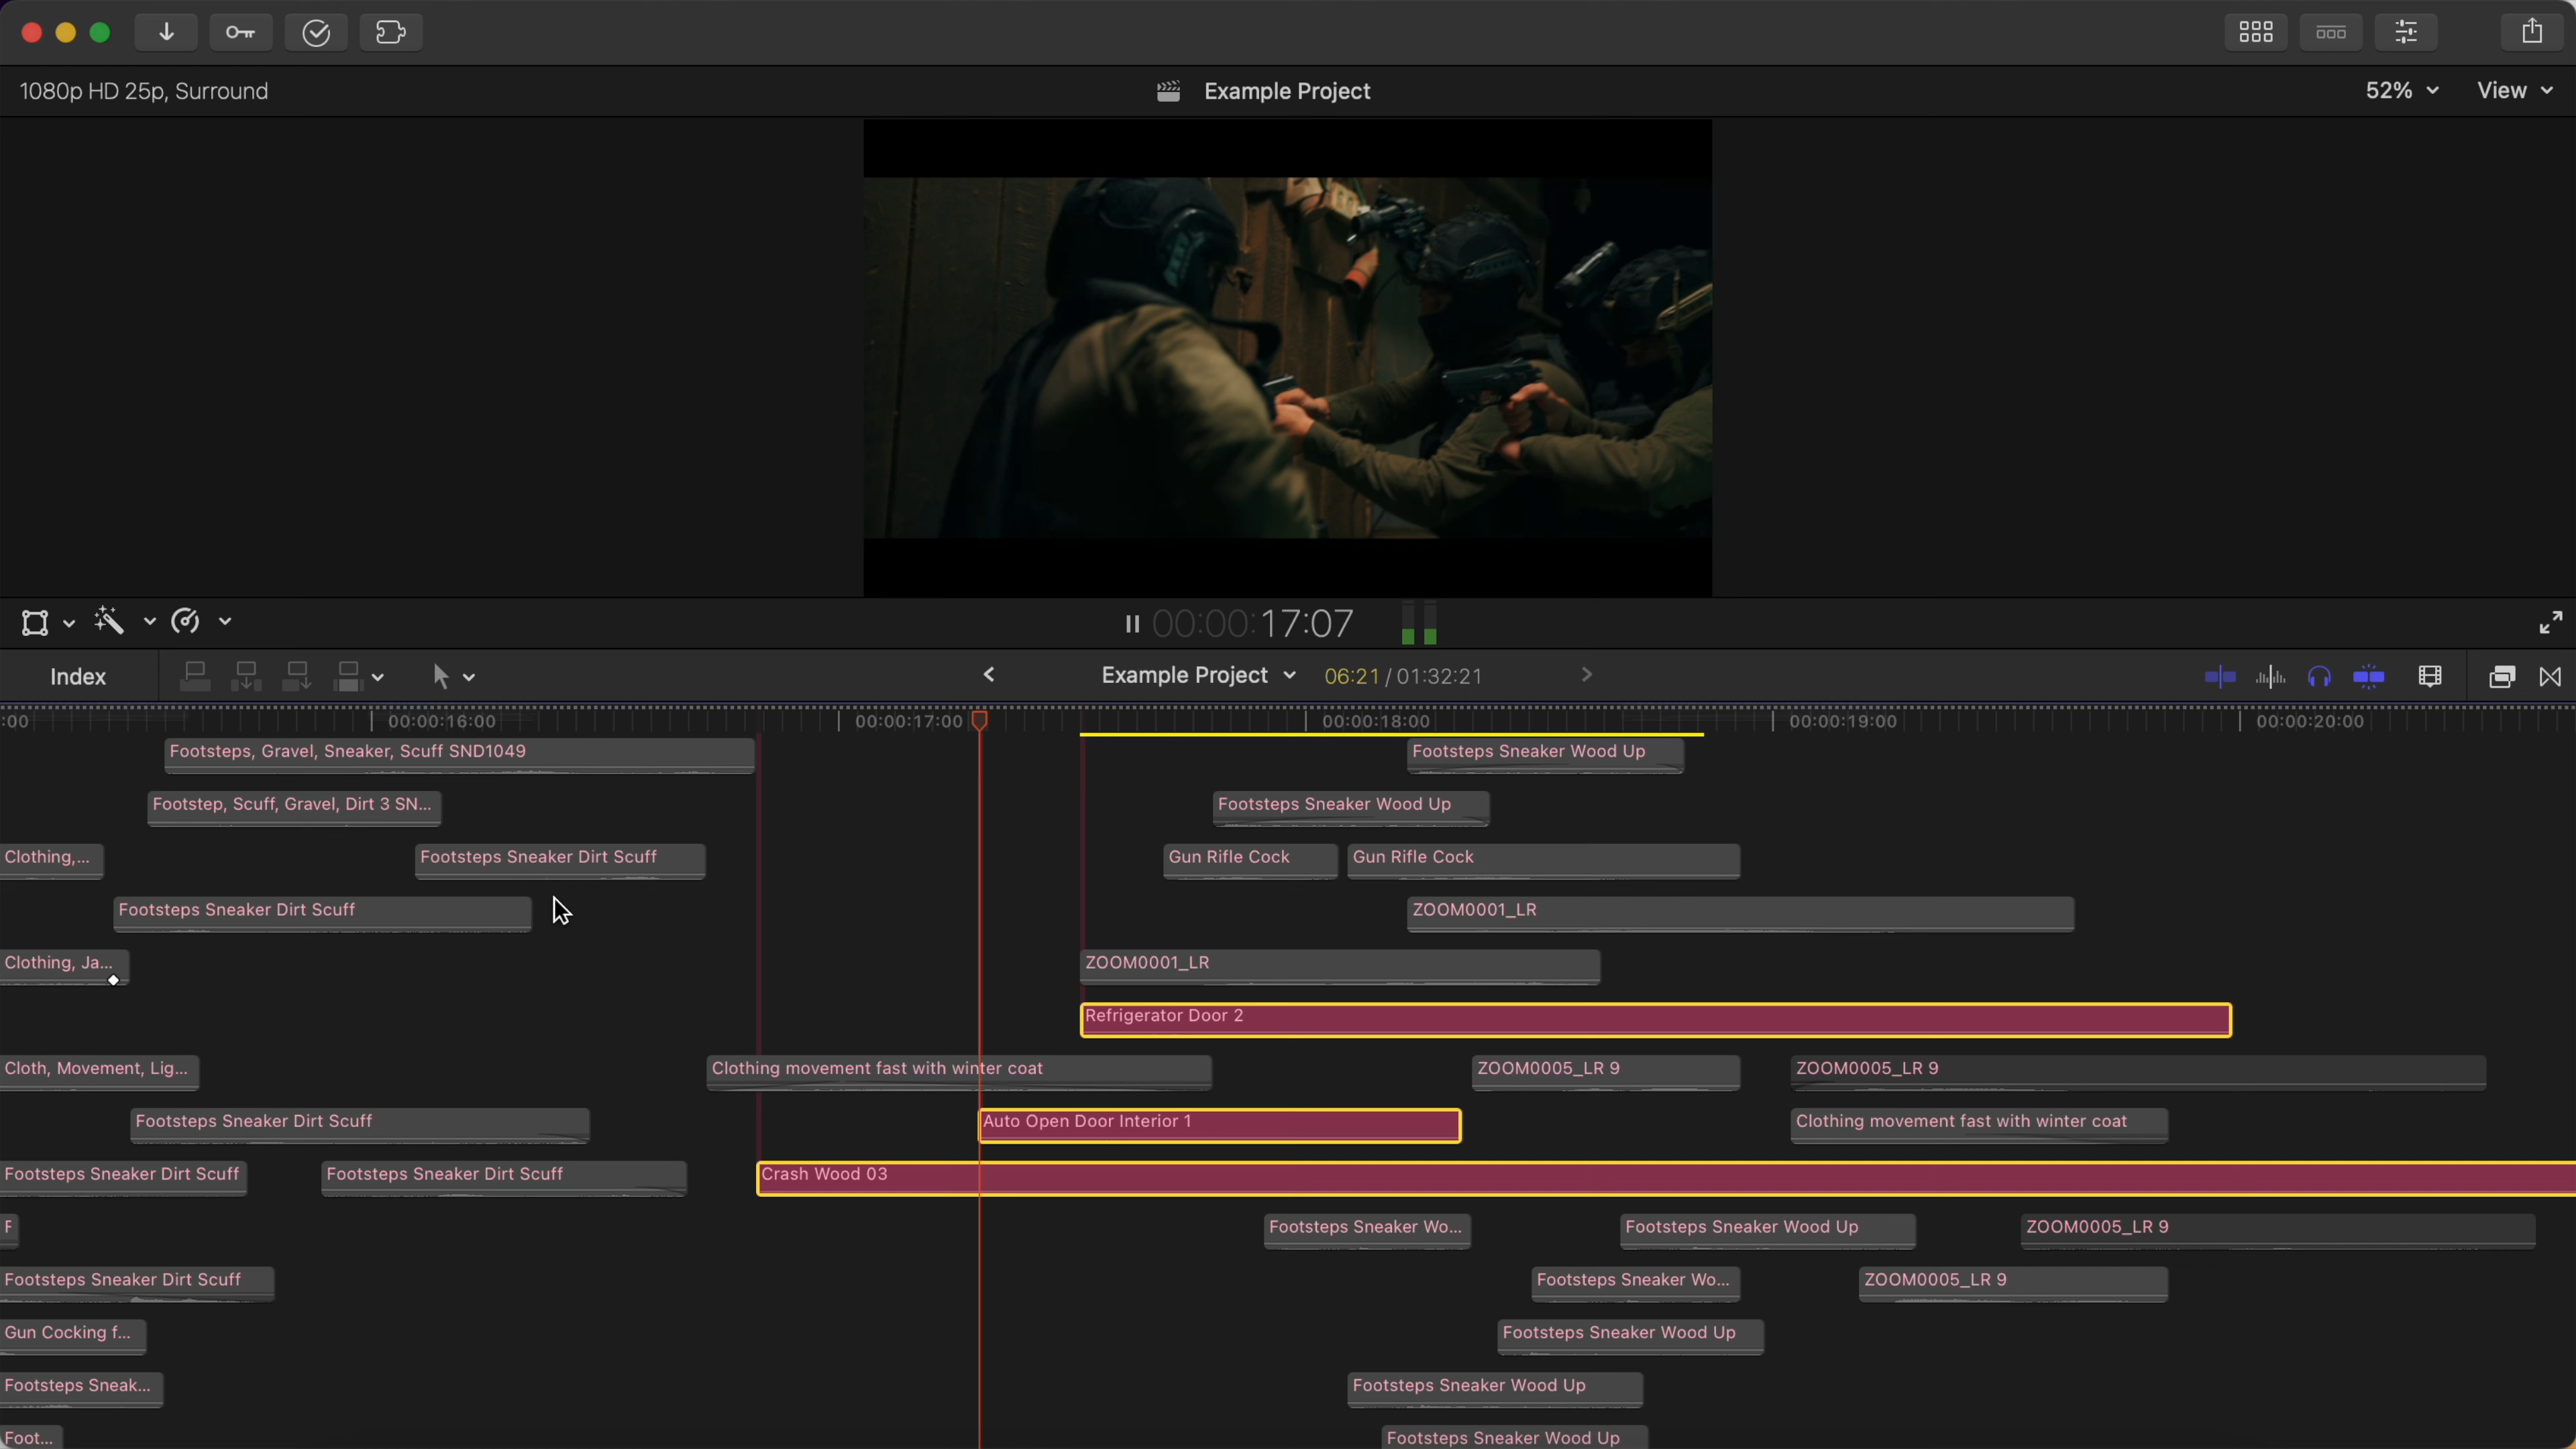 1080p HD 25p, Surround
Example Project
52%
View
00:00:17:07
Index
Example Project
06:21 / 01:32:21
:00
00:00:16:00
00:00:17:00
00:00:18:00
00:00:19:00
00:00:20:00
Footsteps, Gravel, Sneaker, Scuff SND1049
Footsteps Sneaker Wood Up
Footstep, Scuff, Gravel, Dirt 3 SN...
Footsteps Sneaker Wood Up
Clothing,...
Footsteps Sneaker Dirt Scuff
Gun Rifle Cock
Gun Rifle Cock
Footsteps Sneaker Dirt Scuff
ZOOM0001_LR
Clothing, Ja...
ZOOM0001_LR
Refrigerator Door 2
Cloth, Movement, Lig...
Clothing movement fast with winter coat
ZOOM0005_LR 9
ZOOM0005_LR 9
Footsteps Sneaker Dirt Scuff
Auto Open Door Interior 1
Clothing movement fast with winter coat
Footsteps Sneaker Dirt Scuff
Footsteps Sneaker Dirt Scuff
Crash Wood 03
F
Footsteps Sneaker Wo...
Footsteps Sneaker Wood Up
ZOOM0005_LR 9
Footsteps Sneaker Dirt Scuff
Footsteps Sneaker Wo...
ZOOM0005_LR 9
Gun Cocking f...
Footsteps Sneaker Wood Up
Footsteps Sneak...
Footsteps Sneaker Wood Up
Foot...
Footsteps Sneaker Wood Up